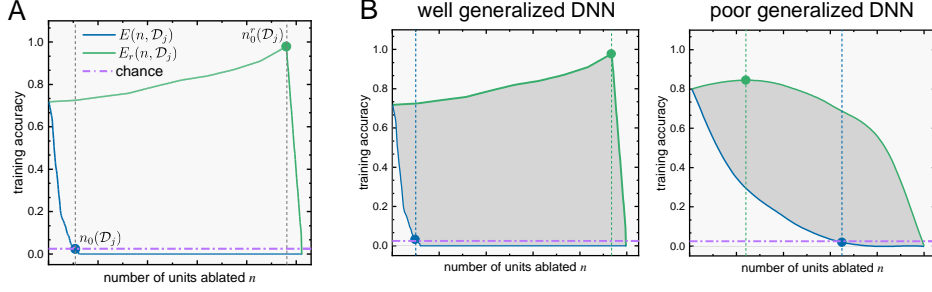 A
training accuracy
1.0
0.8
0.6
0.4
0.2
0.0
E(n, 𝒟ⱼ)
Eᵣ(n, 𝒟ⱼ)
chance
n₀ʳ(𝒟ⱼ)
n₀(𝒟ⱼ)
number of units ablated n
B
well generalized DNN
training accuracy
1.0
0.8
0.6
0.4
0.2
0.0
number of units ablated n
poor generalized DNN
training accuracy
1.0
0.8
0.6
0.4
0.2
0.0
number of units ablated n